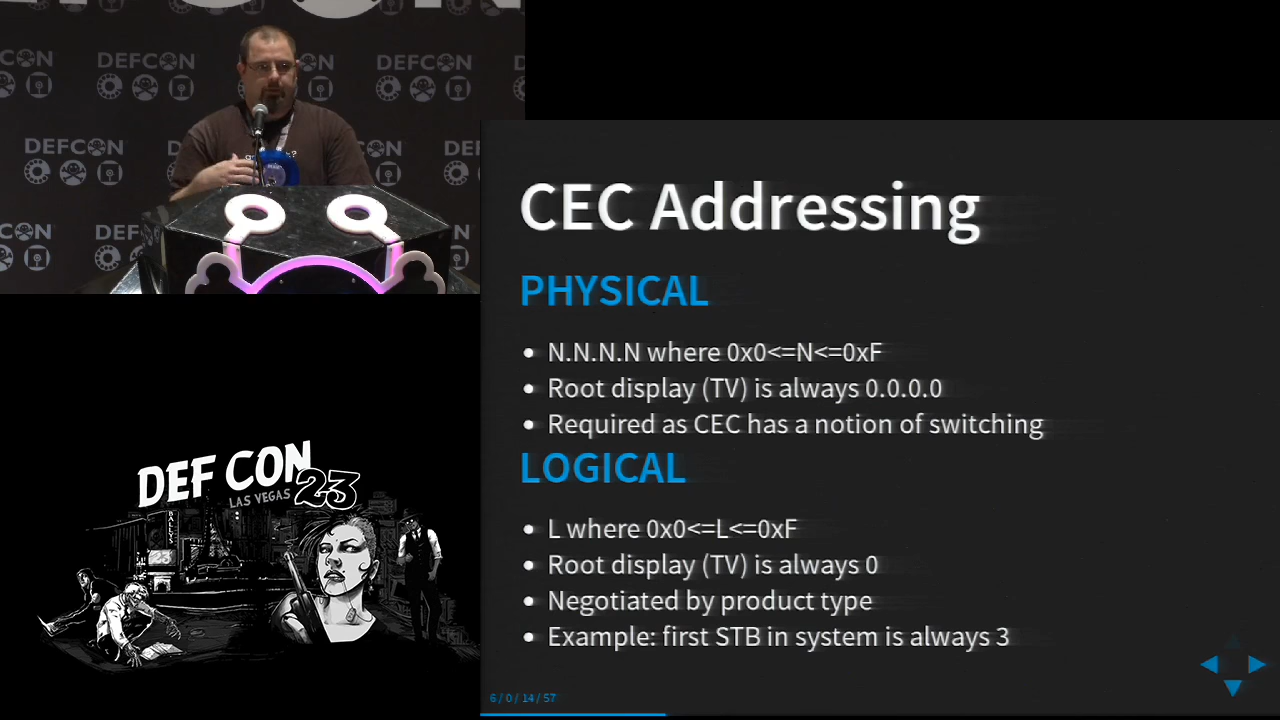 DEFCON
DEFCON
DEFCON
DEFCON
CEC Addressing
PHYSICAL
N.N.N.N where 0x0<=N<=0xF
Root display (TV) is always 0.0.0.0
Required as CEC has a notion of switching
LOGICAL
L where 0x0<=L<=0xF
Root display (TV) is always 0
Negotiated by product type
Example: first STB in system is always 3
6 / 0 / 14 / 57
DEF CON
LAS VEGAS 23
BALLY'S